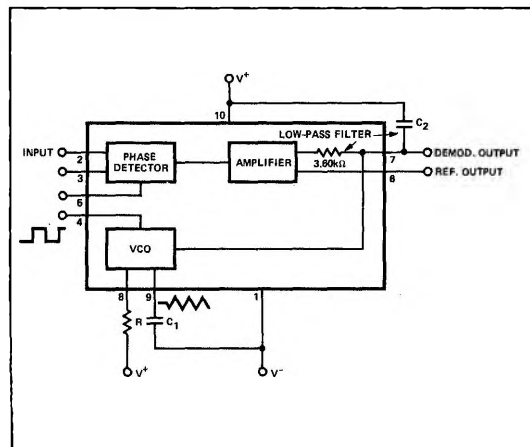 V+
10
C2
LOW-PASS FILTER
INPUT
2
PHASE DETECTOR
AMPLIFIER
3.60kΩ
7
DEMOD. OUTPUT
3
6
REF. OUTPUT
5
4
VCO
8
9
1
R
C1
V+
V-